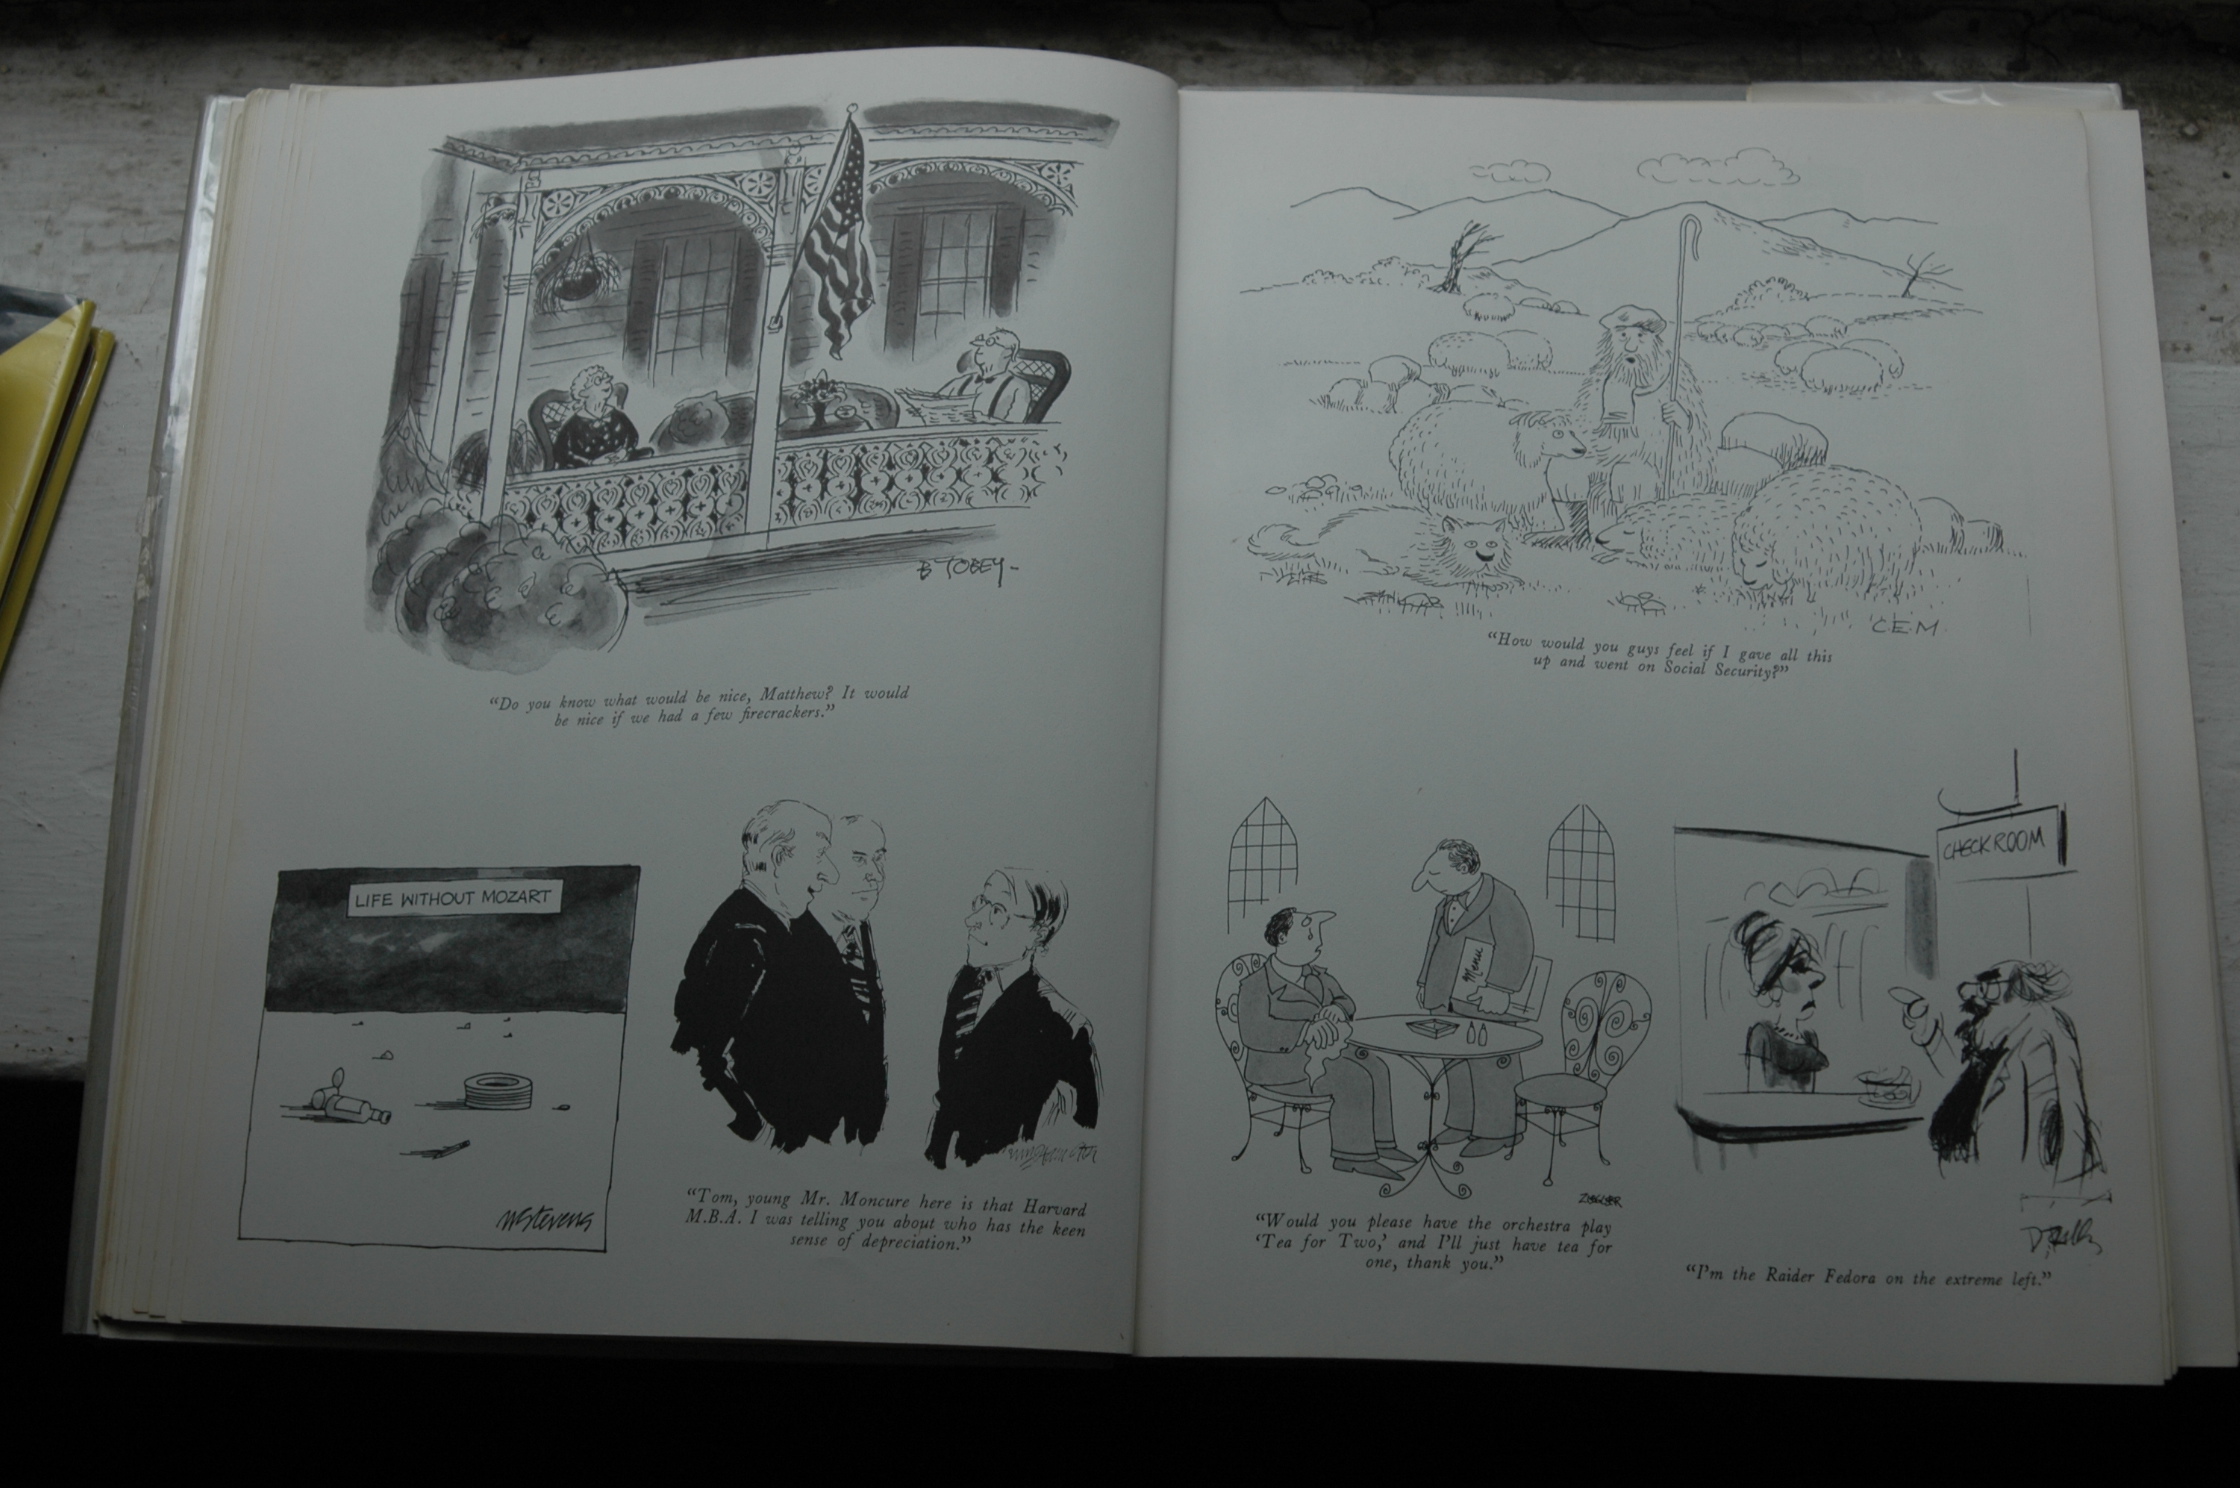 B TOBEY-
“Do you know what would be nice, Matthew? It would
be nice if we had a few firecrackers.”
LIFE WITHOUT MOZART
MStevens
“Tom, young Mr. Moncure here is that Harvard
M.B.A. I was telling you about who has the keen
sense of depreciation.”
C.E.M.
“How would you guys feel if I gave all this
up and went on Social Security?”
Menu
ZIEGLER
“Would you please have the orchestra play
‘Tea for Two,’ and I’ll just have tea for
one, thank you.”
CHECKROOM
“I’m the Raider Fedora on the extreme left.”